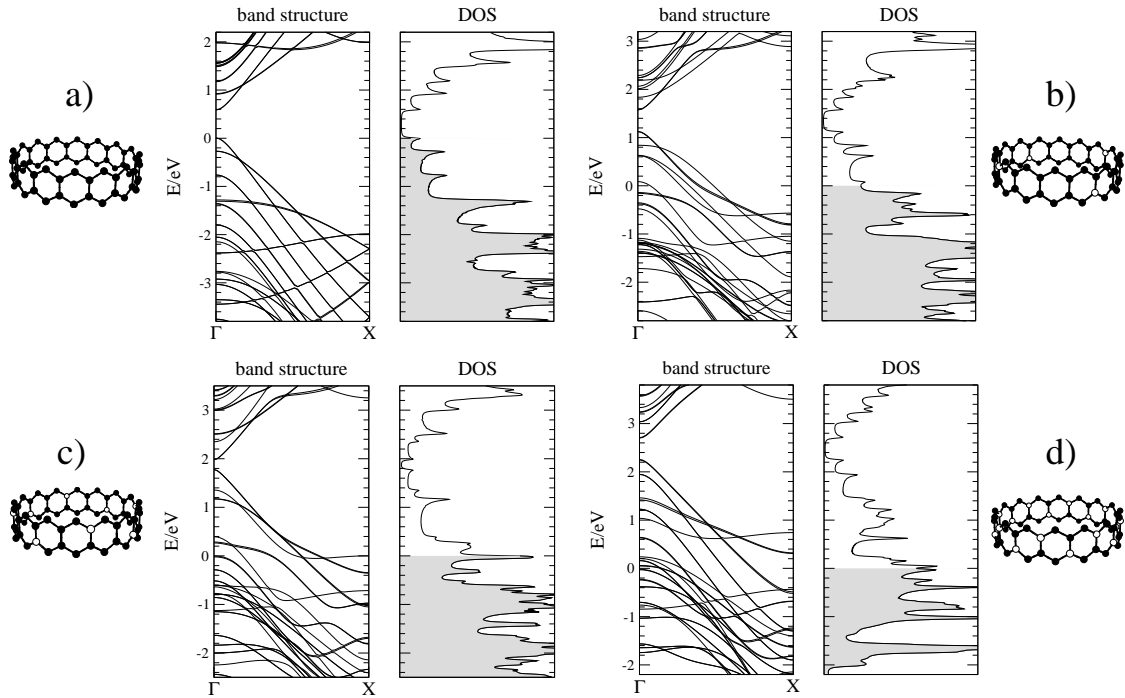 band structure DOS
a)
E/eV
2
1
0
-1
-2
-3
Γ X
band structure DOS
b)
E/eV
3
2
1
0
-1
-2
Γ X
band structure DOS
c)
E/eV
3
2
1
0
-1
-2
Γ X
band structure DOS
d)
E/eV
3
2
1
0
-1
-2
Γ X